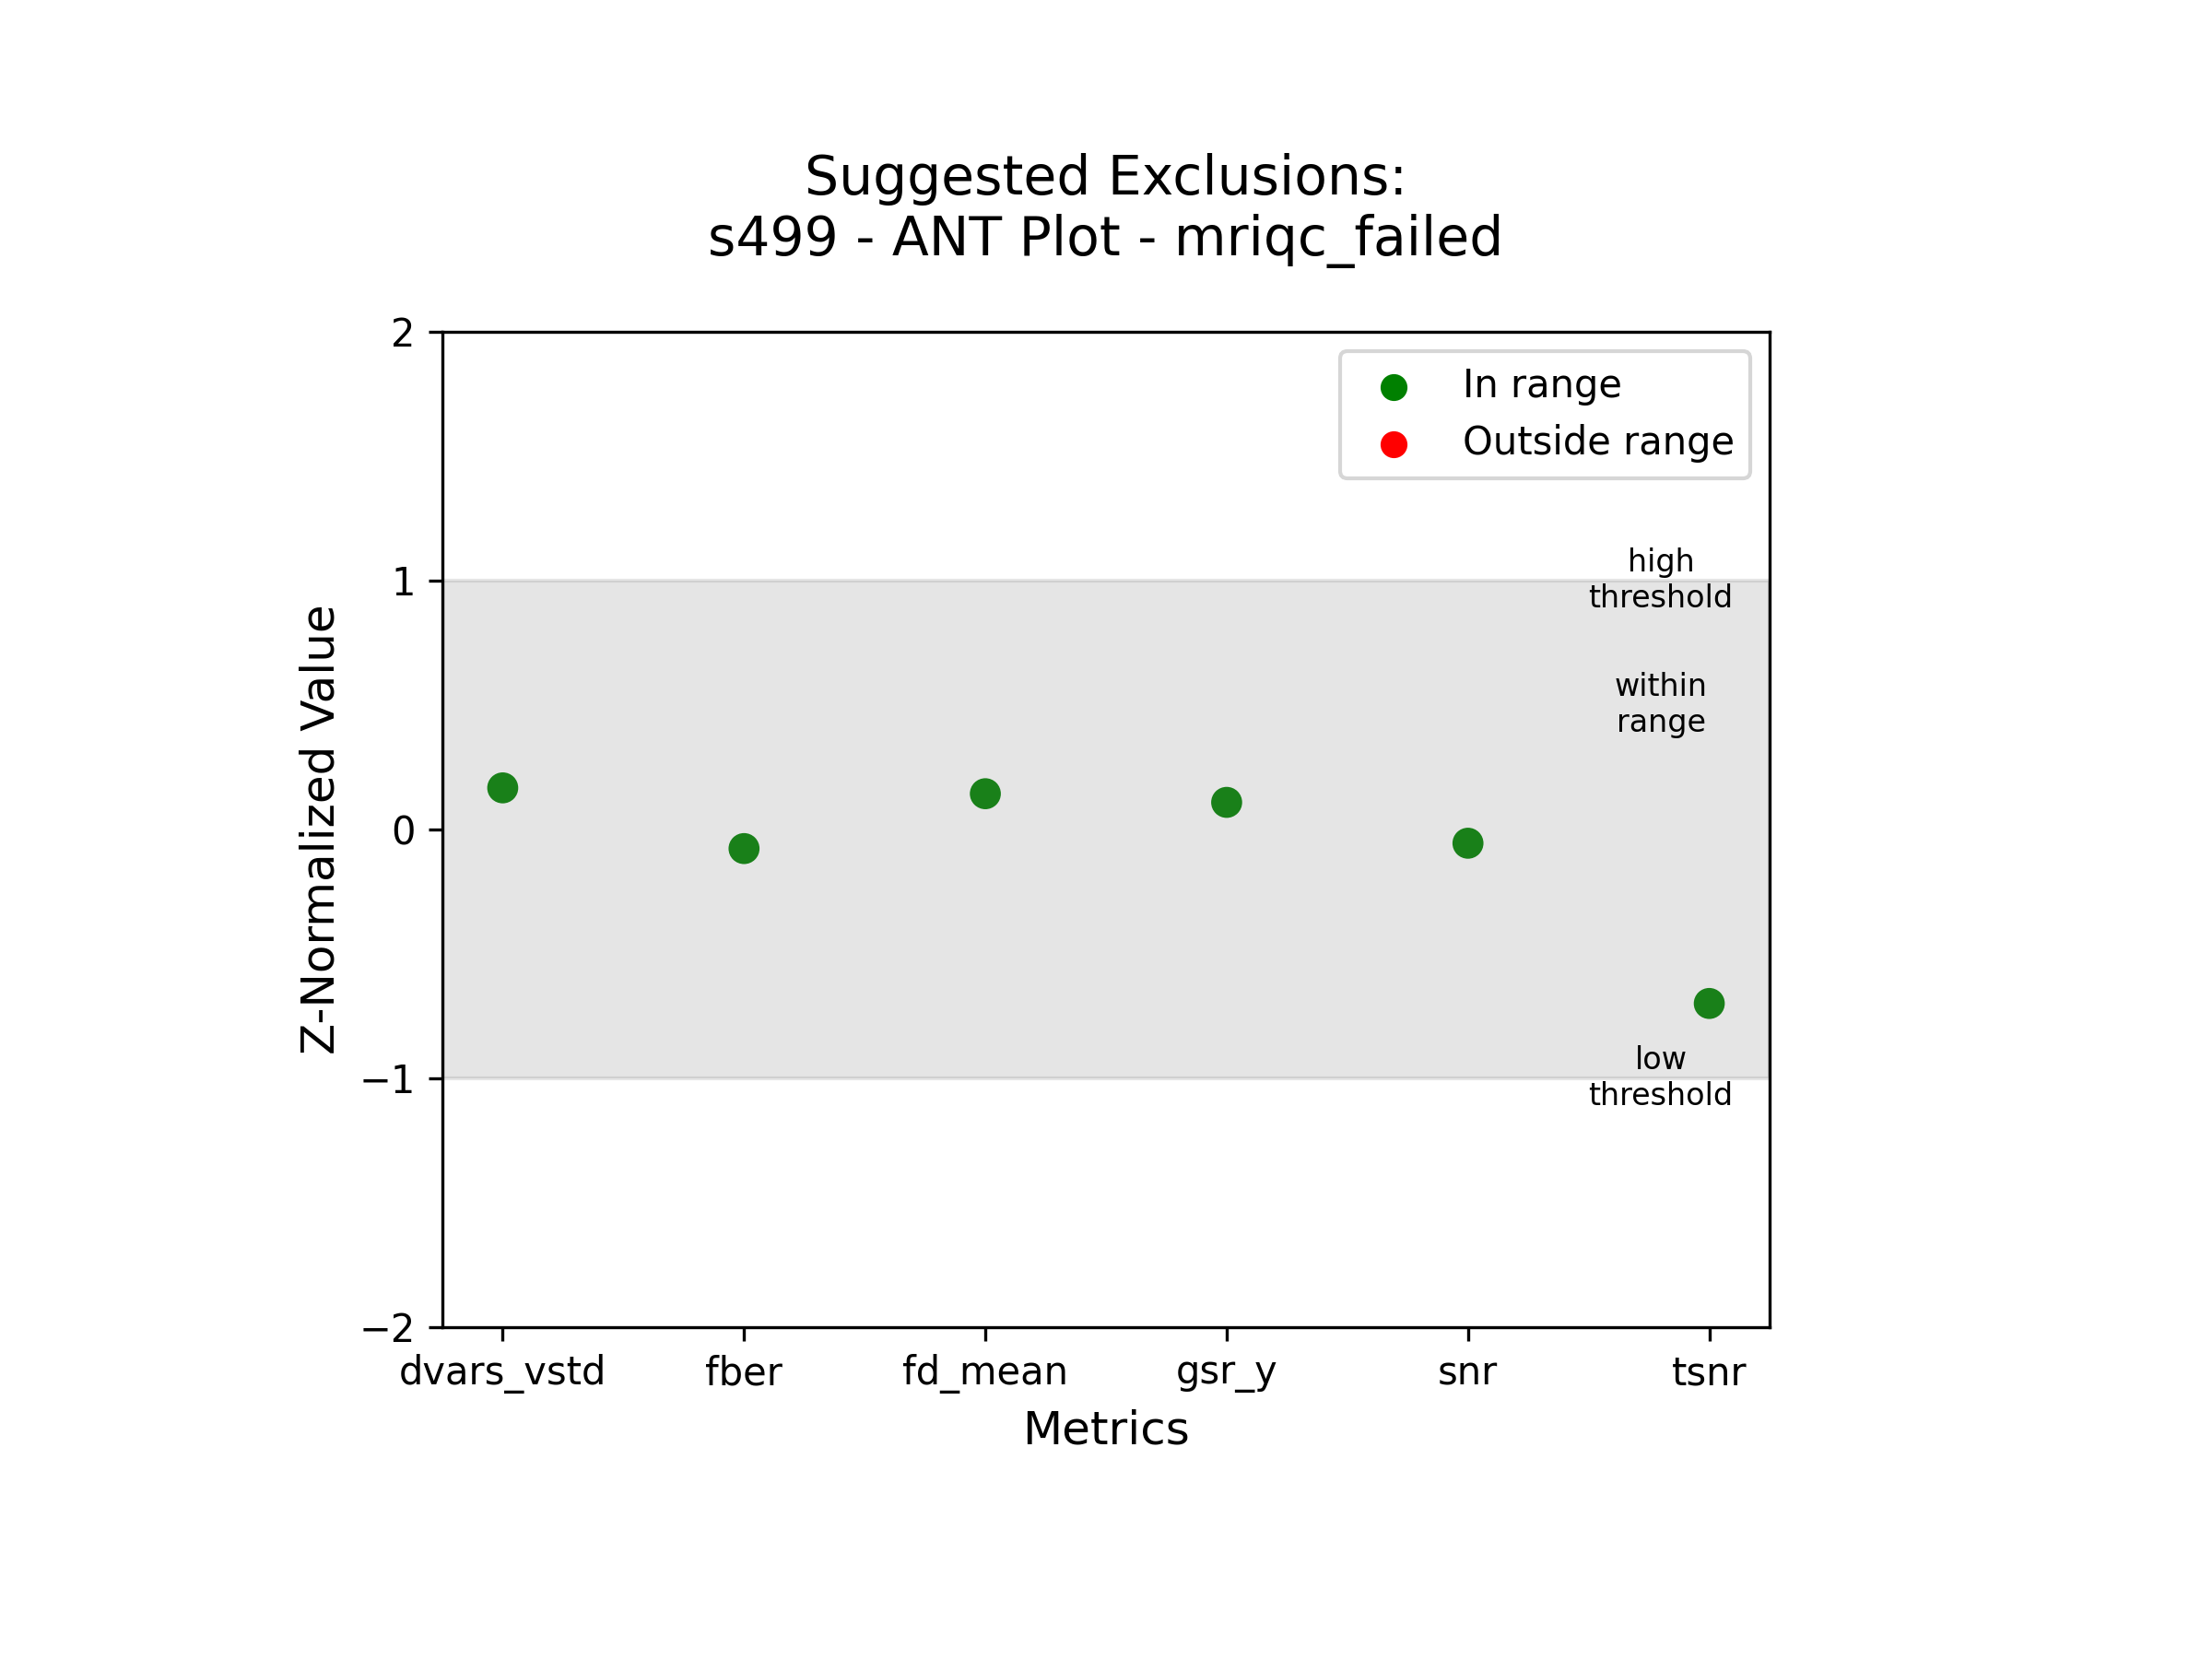 Suggested Exclusions:
s499 - ANT Plot - mriqc_failed
2
In range
Outside range
high
1
threshold
within
range
Z-Normalized Value
0
low
−1
threshold
−2
dvars_vstd fber fd_mean gsr_y snr tsnr
Metrics